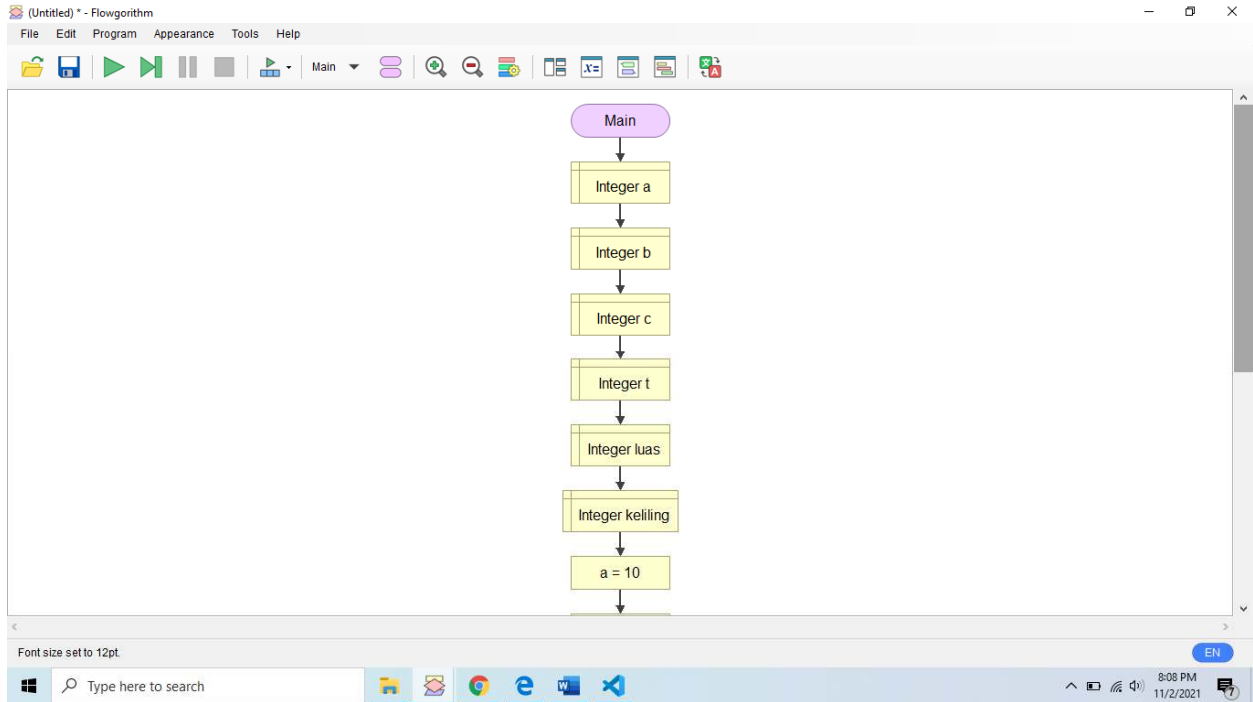 (Untitled) * - Flowgorithm
File Edit Program Appearance Tools Help
x= Main 
Main
Integer a
Integer b
Integer c
Integer t
Integer luas
Integer keliling
a = 10
Font size set to 12pt.
EN
Type here to search
8:08 PM
11/2/2021
7